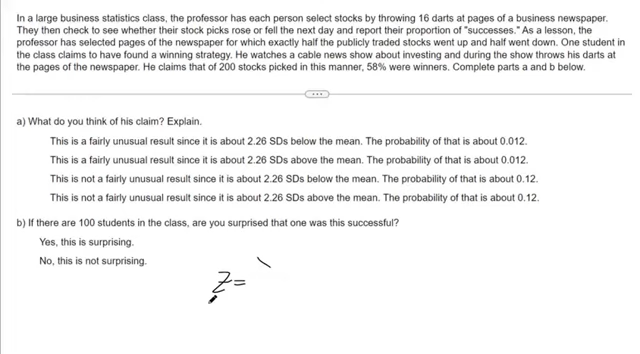 In a large business statistics class, the professor has each person select stocks by throwing 16 darts at pages of a business newspaper.
They then check to see whether their stock picks rose or fell the next day and report their proportion of "successes." As a lesson, the
professor has selected pages of the newspaper for which exactly half the publicly traded stocks went up and half went down. One student in
the class claims to have found a winning strategy. He watches a cable news show about investing and during the show throws his darts at
the pages of the newspaper. He claims that of 200 stocks picked in this manner, 58% were winners. Complete parts a and b below.
a) What do you think of his claim? Explain.
This is a fairly unusual result since it is about 2.26 SDs below the mean. The probability of that is about 0.012.
This is a fairly unusual result since it is about 2.26 SDs above the mean. The probability of that is about 0.012.
This is not a fairly unusual result since it is about 2.26 SDs below the mean. The probability of that is about 0.12.
This is not a fairly unusual result since it is about 2.26 SDs above the mean. The probability of that is about 0.12.
b) If there are 100 students in the class, are you surprised that one was this successful?
Yes, this is surprising.
No, this is not surprising.
Z=